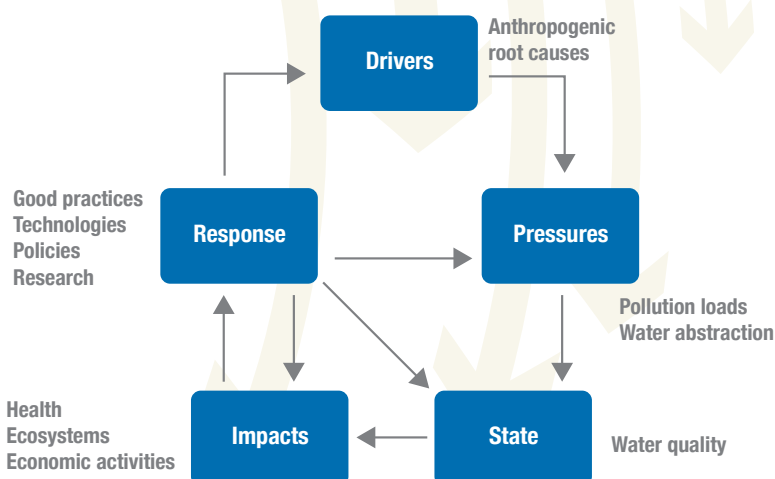 Drivers
Anthropogenic
root causes
Good practices
Technologies
Policies
Research
Response
Pressures
Pollution loads
Water abstraction
Health
Ecosystems
Economic activities
Impacts
State
Water quality